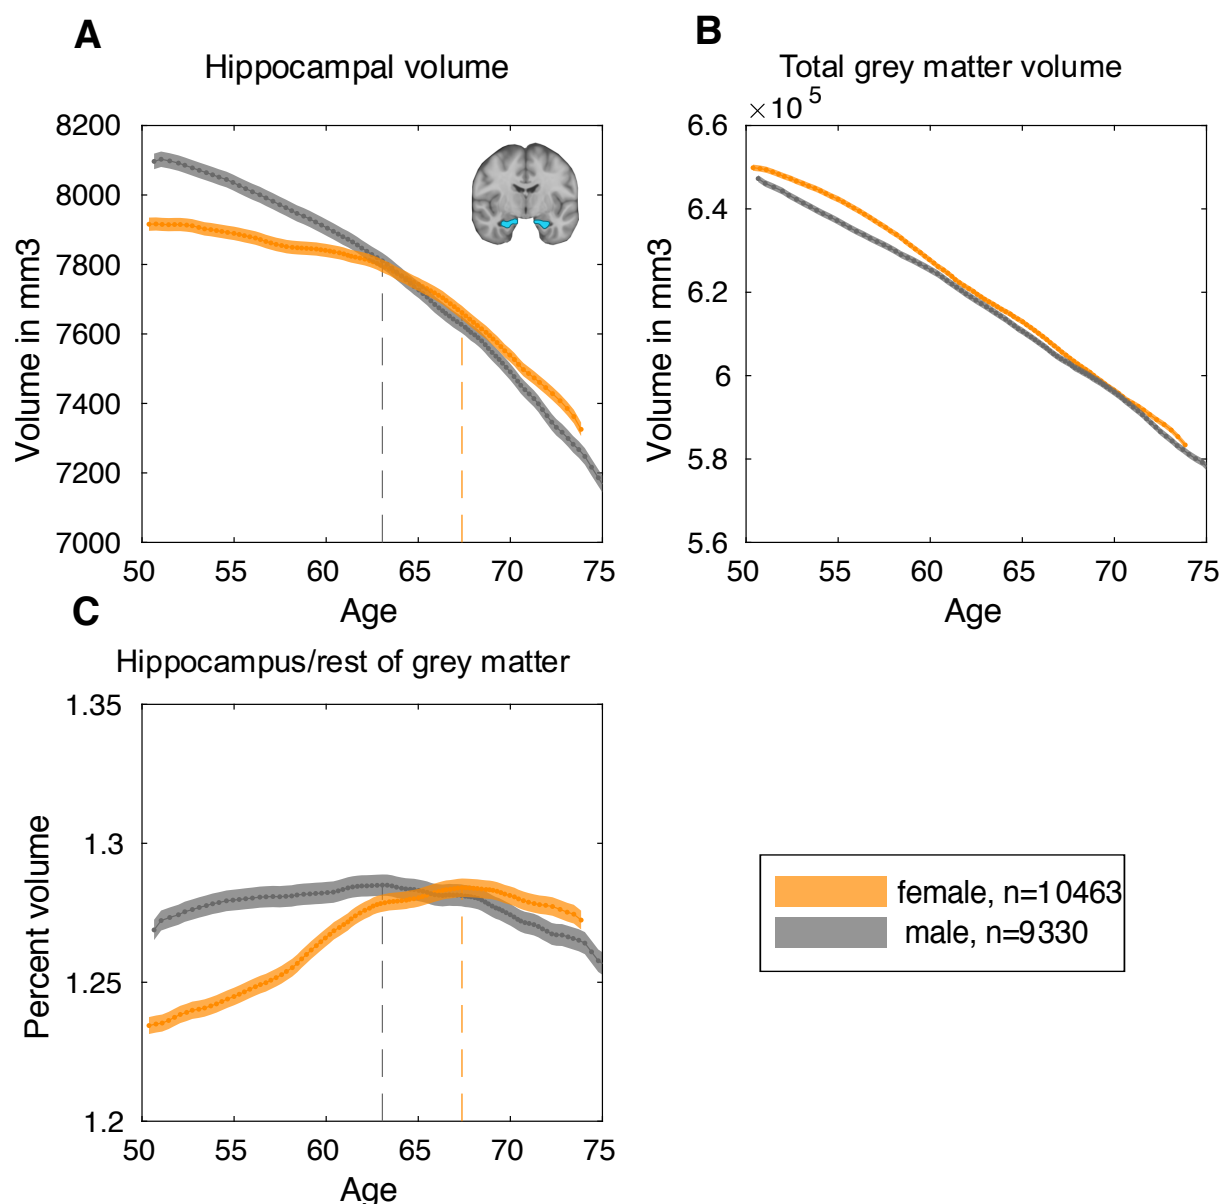 A
Hippocampal volume
8200
8000
7800
7600
7400
7200
7000
Volume in mm3
50 55 60 65 70 75
Age
B
Total grey matter volume
× 10 5
6.6
6.4
6.2
6
5.8
5.6
Volume in mm3
50 55 60 65 70 75
Age
C
Hippocampus/rest of grey matter
1.35
1.3
1.25
1.2
Percent volume
50 55 60 65 70 75
Age
female, n=10463
male, n=9330